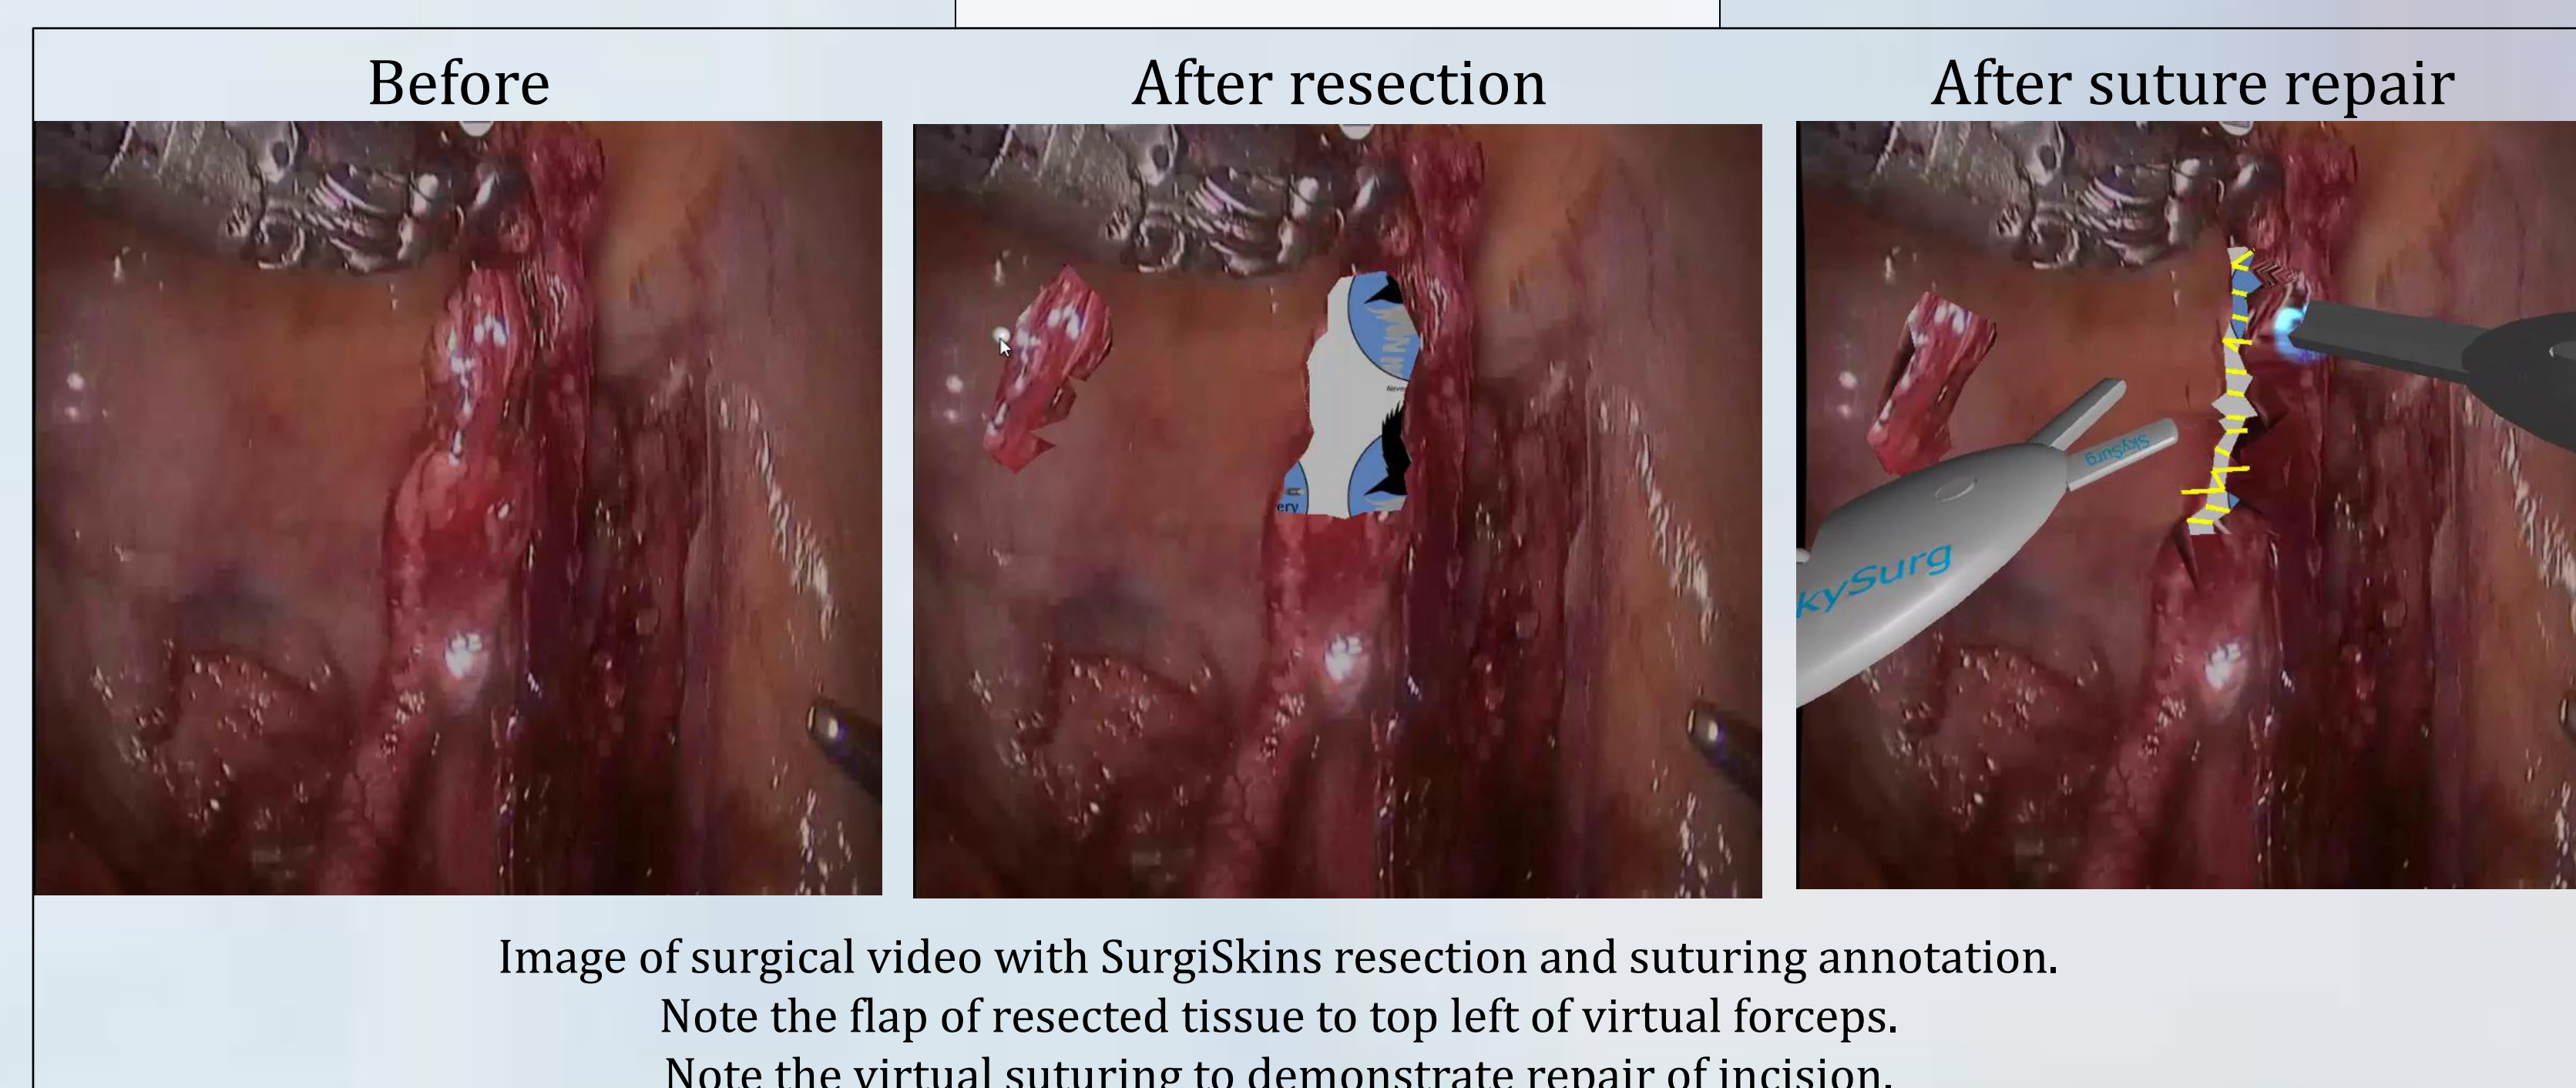 Before
After resection
After suture repair
Neve
ery
SkySurg
kySurg
Image of surgical video with SurgiSkins resection and suturing annotation.
Note the flap of resected tissue to top left of virtual forceps.
Note the virtual suturing to demonstrate repair of incision.